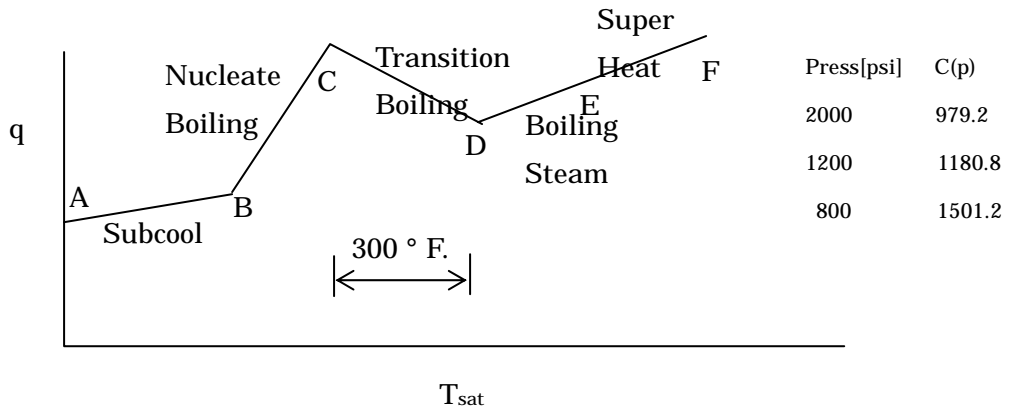 Super
Heat
Transition
Boiling
Nucleate
Boiling
C
F
E
Boiling
Steam
D
q
A
B
Subcool
300 ° F.
Tsat
Press[psi] C(p)
2000 979.2
1200 1180.8
800 1501.2